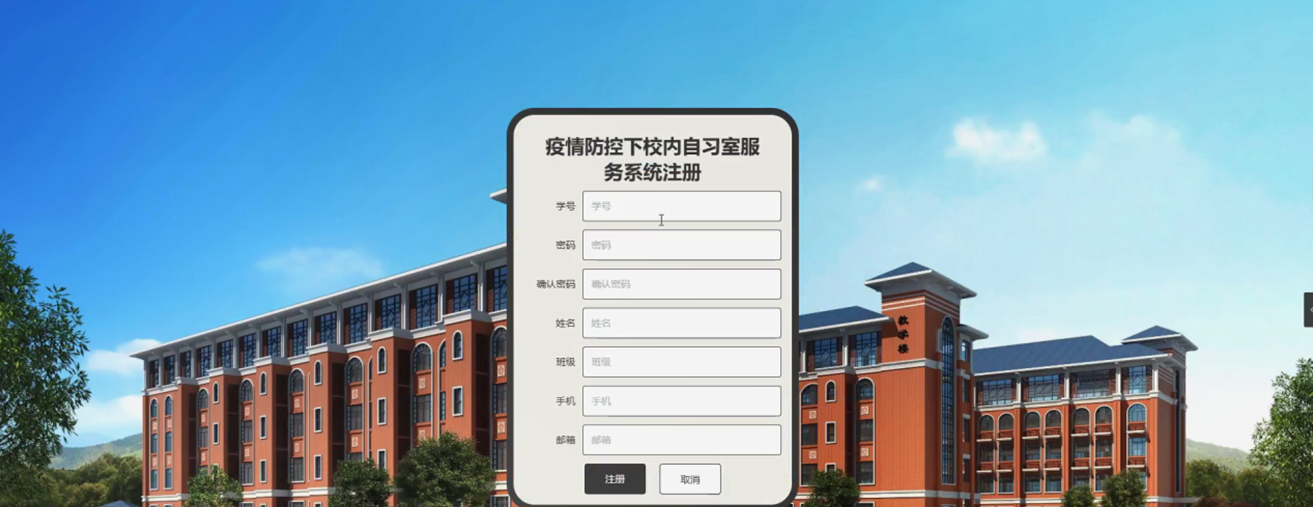 疫情防控下校内自习室服
务系统注册
学号 学号
密码 密码
确认密码 确认密码
姓名 姓名
班级 班级
手机 手机
邮箱 邮箱
注册 取消
教学楼